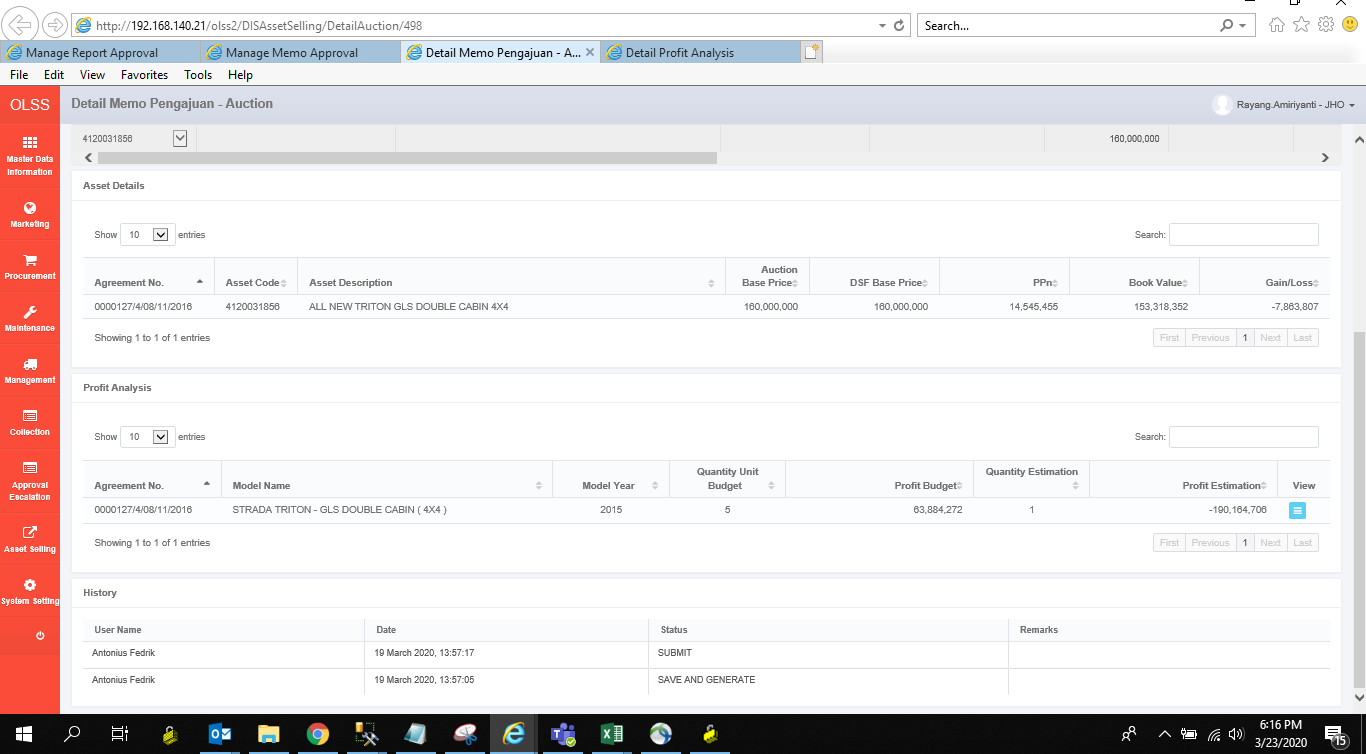 http://192.168.140.21/olss2/DISAssetSelling/DetailAuction/498 Search...
Manage Report Approval Manage Memo Approval Detail Memo Pengajuan - A... Detail Profit Analysis
File Edit View Favorites Tools Help
OLSS Detail Memo Pengajuan - Auction Rayang.Amiriyanti - JHO
4120031856 160,000,000
Master Data
Information
Marketing
Procurement
Maintenance
Management
Collection
Approval
Escalation
Asset Selling
System Setting
Asset Details
Show 10 entries Search:
Agreement No. Asset Code Asset Description Auction Base Price DSF Base Price PPn Book Value Gain/Loss
0000127/4/08/11/2016 4120031856 ALL NEW TRITON GLS DOUBLE CABIN 4X4 160,000,000 160,000,000 14,545,455 153,318,352 -7,863,807
Showing 1 to 1 of 1 entries First Previous 1 Next Last
Profit Analysis
Show 10 entries Search:
Agreement No. Model Name Model Year Quantity Unit Budget Profit Budget Quantity Estimation Profit Estimation View
0000127/4/08/11/2016 STRADA TRITON - GLS DOUBLE CABIN ( 4X4 ) 2015 5 63,884,272 1 -190,164,706
Showing 1 to 1 of 1 entries First Previous 1 Next Last
History
User Name Date Status Remarks
Antonius Fedrik 19 March 2020, 13:57:17 SUBMIT
Antonius Fedrik 19 March 2020, 13:57:05 SAVE AND GENERATE
6:16 PM
3/23/2020
15